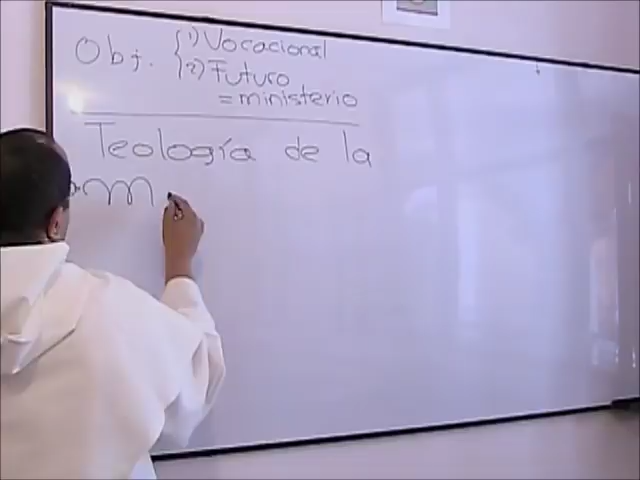 Obj. {1) Vocacional
2) Futuro
= ministerio
Teología de la